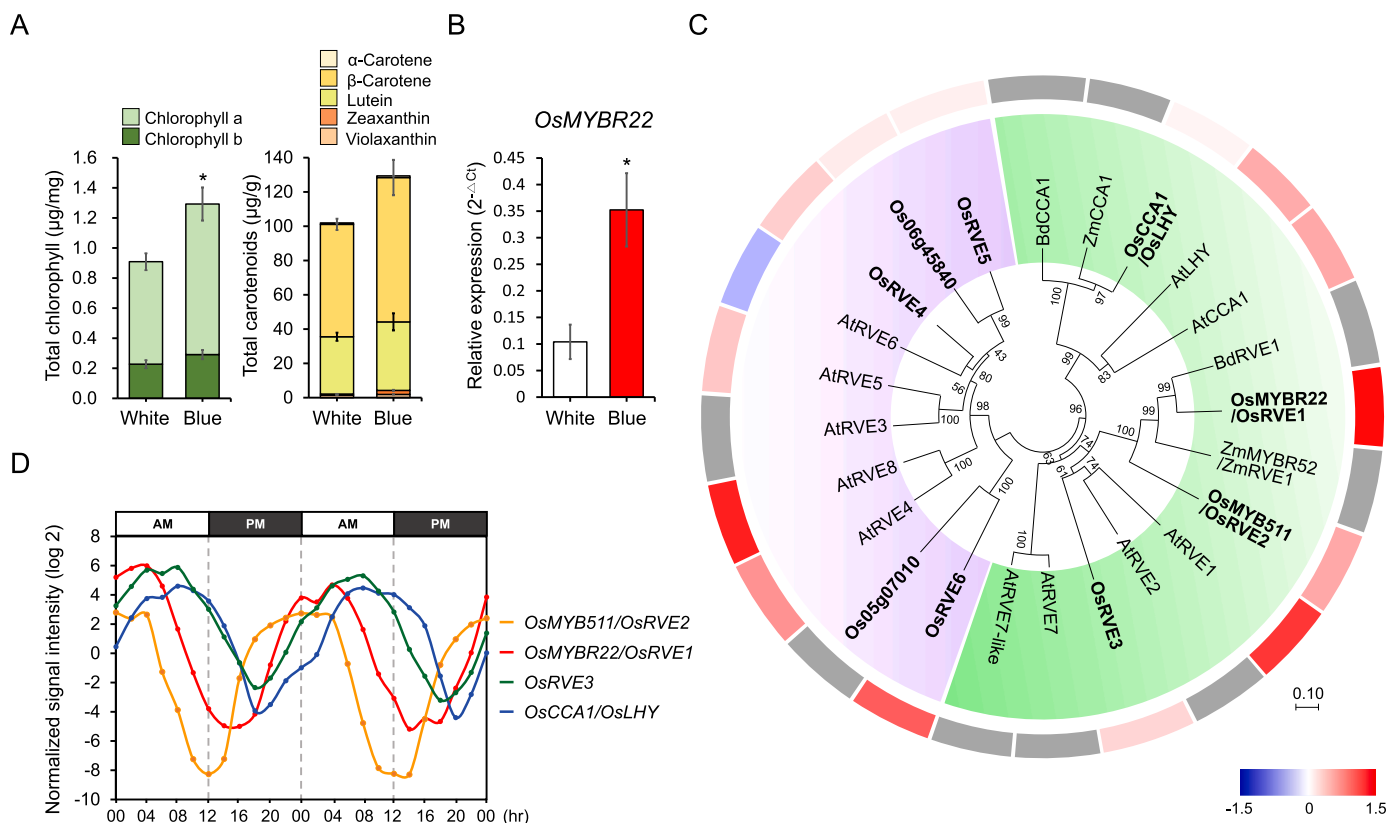 A
Chlorophyll a
Chlorophyll b
Total chlorophyll (µg/mg)
1.6
1.4
1.2
1.0
0.8
0.6
0.4
0.2
0.0
*
White
Blue
α-Carotene
β-Carotene
Lutein
Zeaxanthin
Violaxanthin
Total carotenoids (µg/g)
140
120
100
80
60
40
20
0
White
Blue
B
OsMYBR22
Relative expression (2-△Ct)
0.45
0.4
0.35
0.3
0.25
0.2
0.15
0.1
0.05
0
*
White
Blue
C
BdCCA1
ZmCCA1
OsCCA1
/OsLHY
AtLHY
AtCCA1
BdRVE1
OsMYBR22
/OsRVE1
ZmMYBR52
/ZmRVE1
OsMYB511
/OsRVE2
AtRVE1
AtRVE2
OsRVE3
AtRVE7
AtRVE7-like
OsRVE6
Os05g07010
AtRVE4
AtRVE8
AtRVE3
AtRVE5
AtRVE6
OsRVE4
Os06g45840
OsRVE5
100
97
99
83
99
99
100
96
74
63
61
74
100
100
98
100
100
56
80
43
99
0.10
-1.5
0
1.5
D
AM
PM
AM
PM
Normalized signal intensity (log 2)
8
6
4
2
0
-2
-4
-6
-8
-10
00 04 08 12 16 20 00 04 08 12 16 20 00 (hr)
OsMYB511/OsRVE2
OsMYBR22/OsRVE1
OsRVE3
OsCCA1/OsLHY